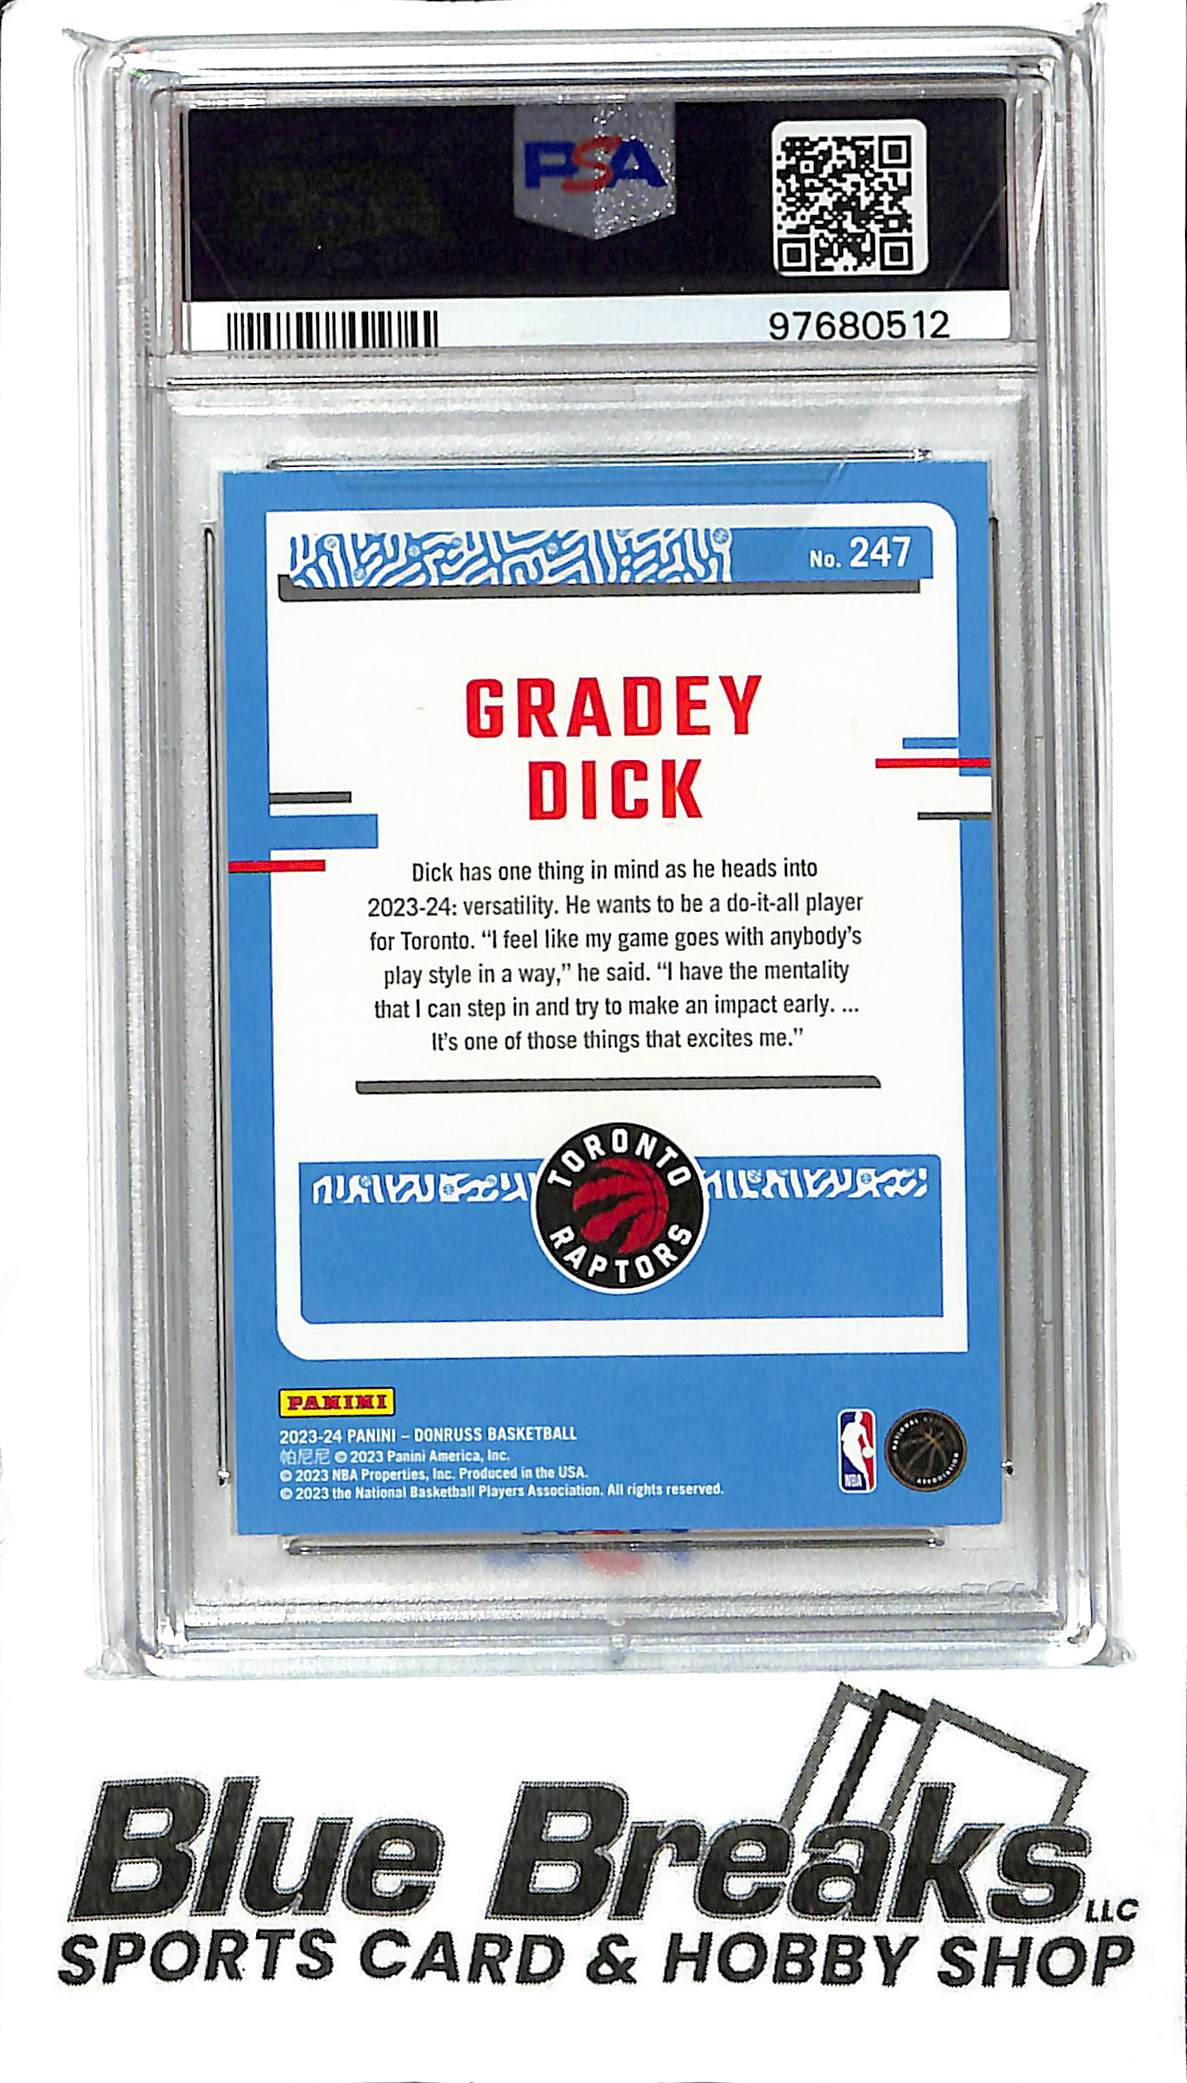 PSA
97680512
No. 247
GRADEY
DICK
Dick has one thing in mind as he heads into
2023-24: versatility. He wants to be a do-it-all player
for Toronto. “I feel like my game goes with anybody’s
play style in a way,” he said. “I have the mentality
that I can step in and try to make an impact early. ...
It’s one of those things that excites me.”
TORONTO
RAPTORS
PANINI
2023-24 PANINI – DONRUSS BASKETBALL
帕尼尼 © 2023 Panini America, Inc.
© 2023 NBA Properties, Inc. Produced in the USA.
© 2023 the National Basketball Players Association. All rights reserved.
NBA
NATIONAL
ASSOCIATION
Blue Breaks LLC
SPORTS CARD & HOBBY SHOP